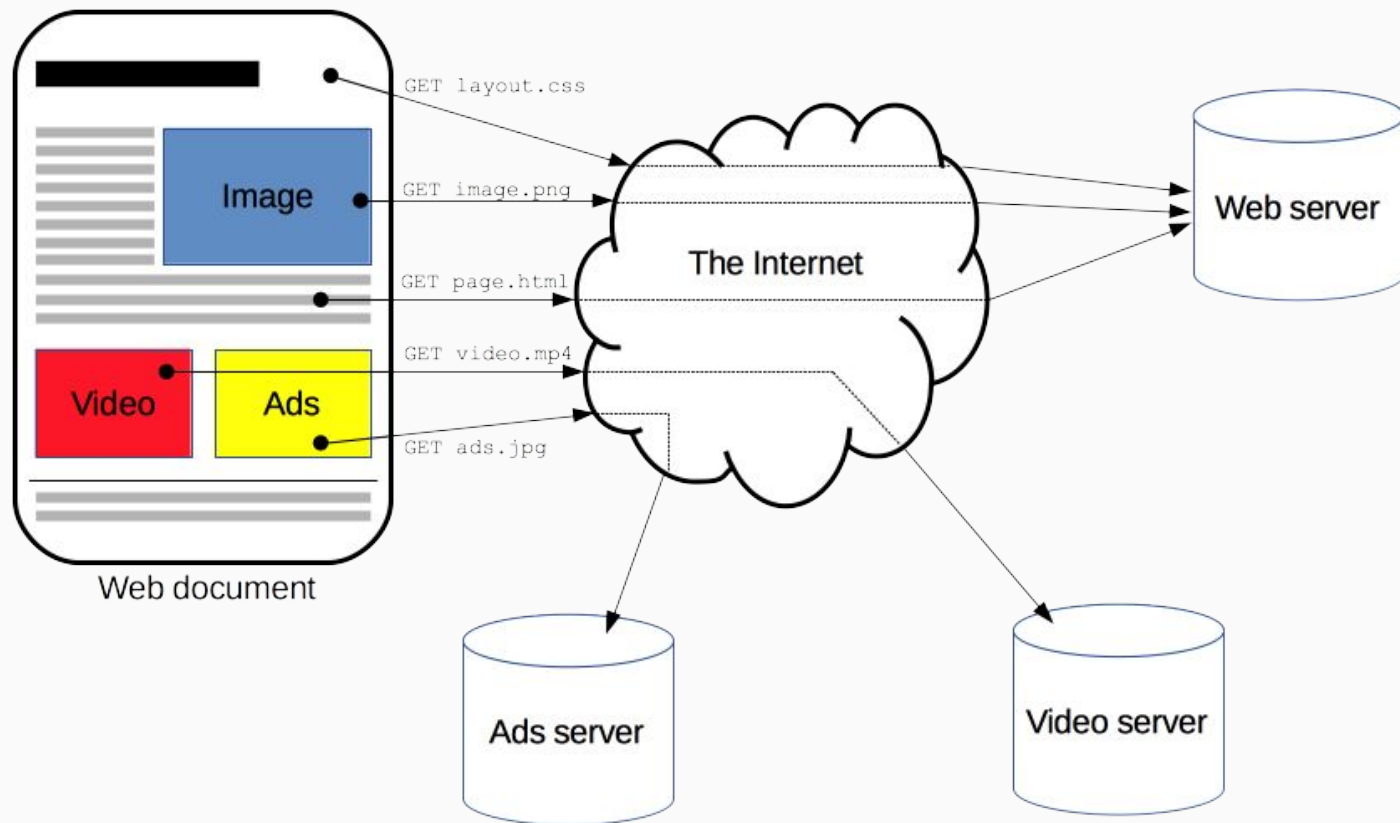 GET layout.css
Image
GET image.png
Web server
The Internet
GET page.html
GET video.mp4
Video
Ads
GET ads.jpg
Web document
Ads server
Video server